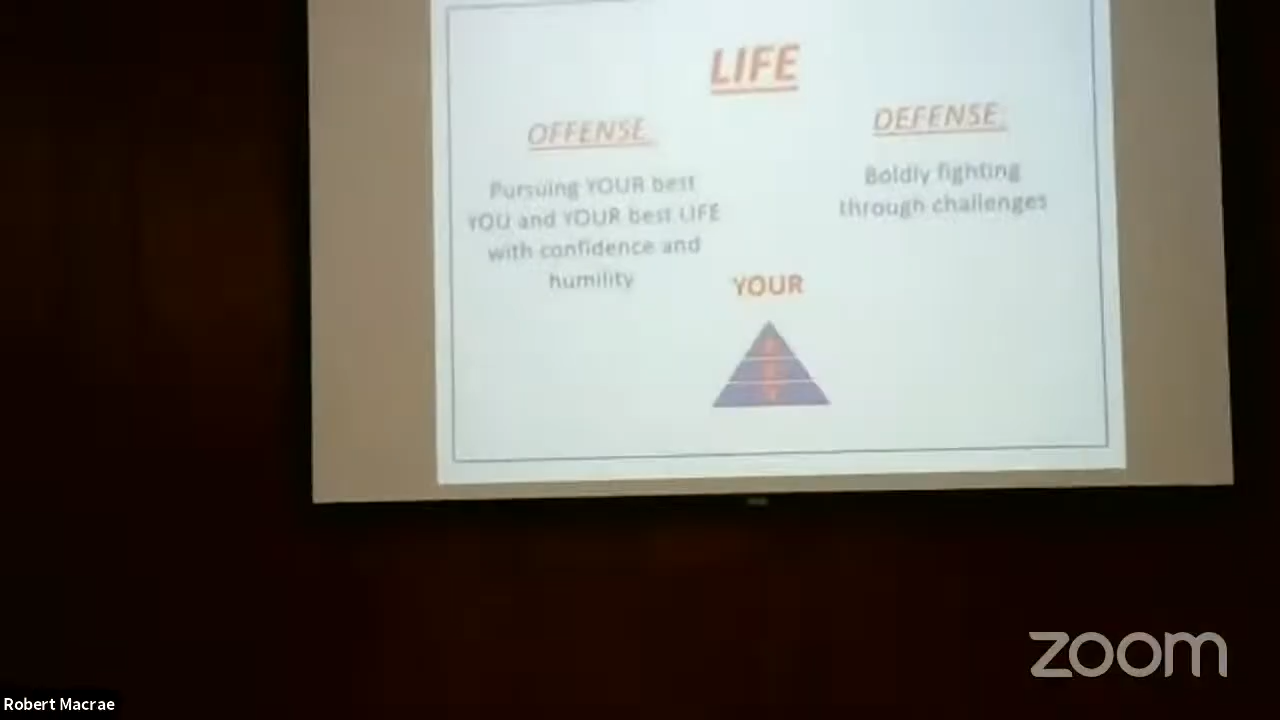 LIFE
OFFENSE
Pursuing YOUR best
YOU and YOUR best LIFE
with confidence and
humility
DEFENSE
Boldly fighting
through challenges
YOUR
zoom
Robert Macrae